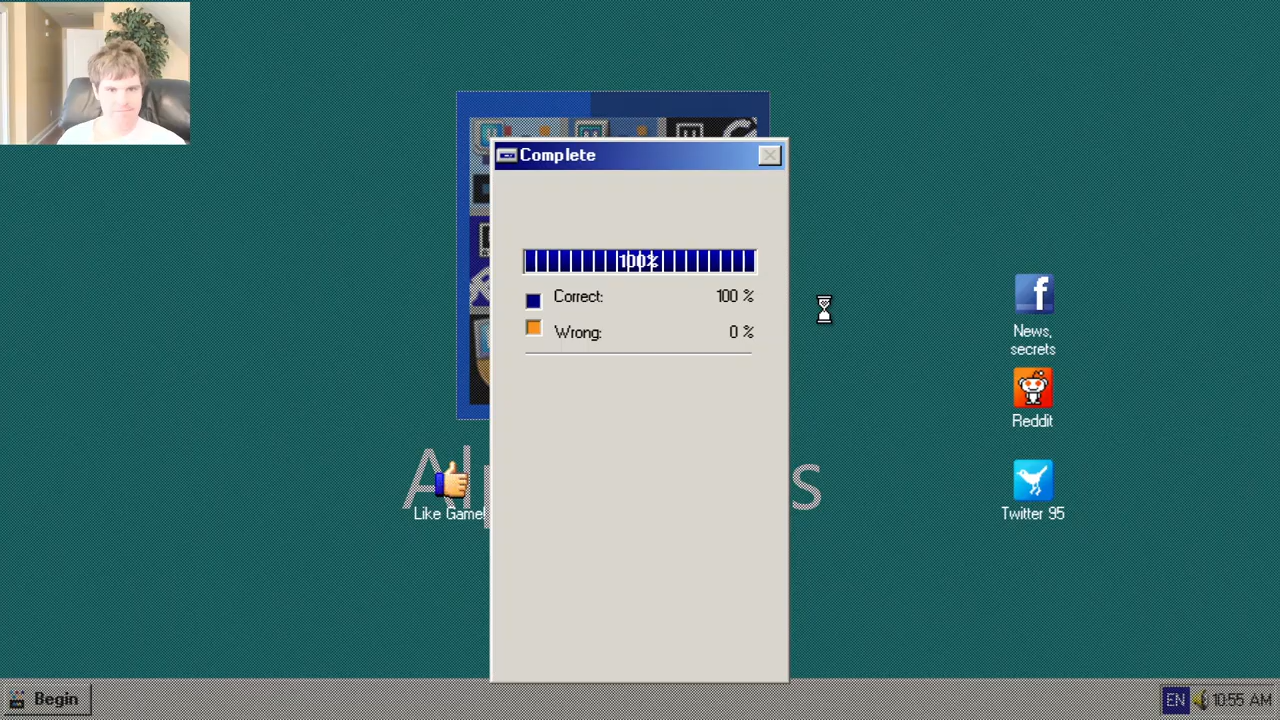 Complete
100%
Correct: 100 %
Wrong: 0 %
News,
secrets
Reddit
Twitter 95
Like Game!
Begin
EN 10:55 AM